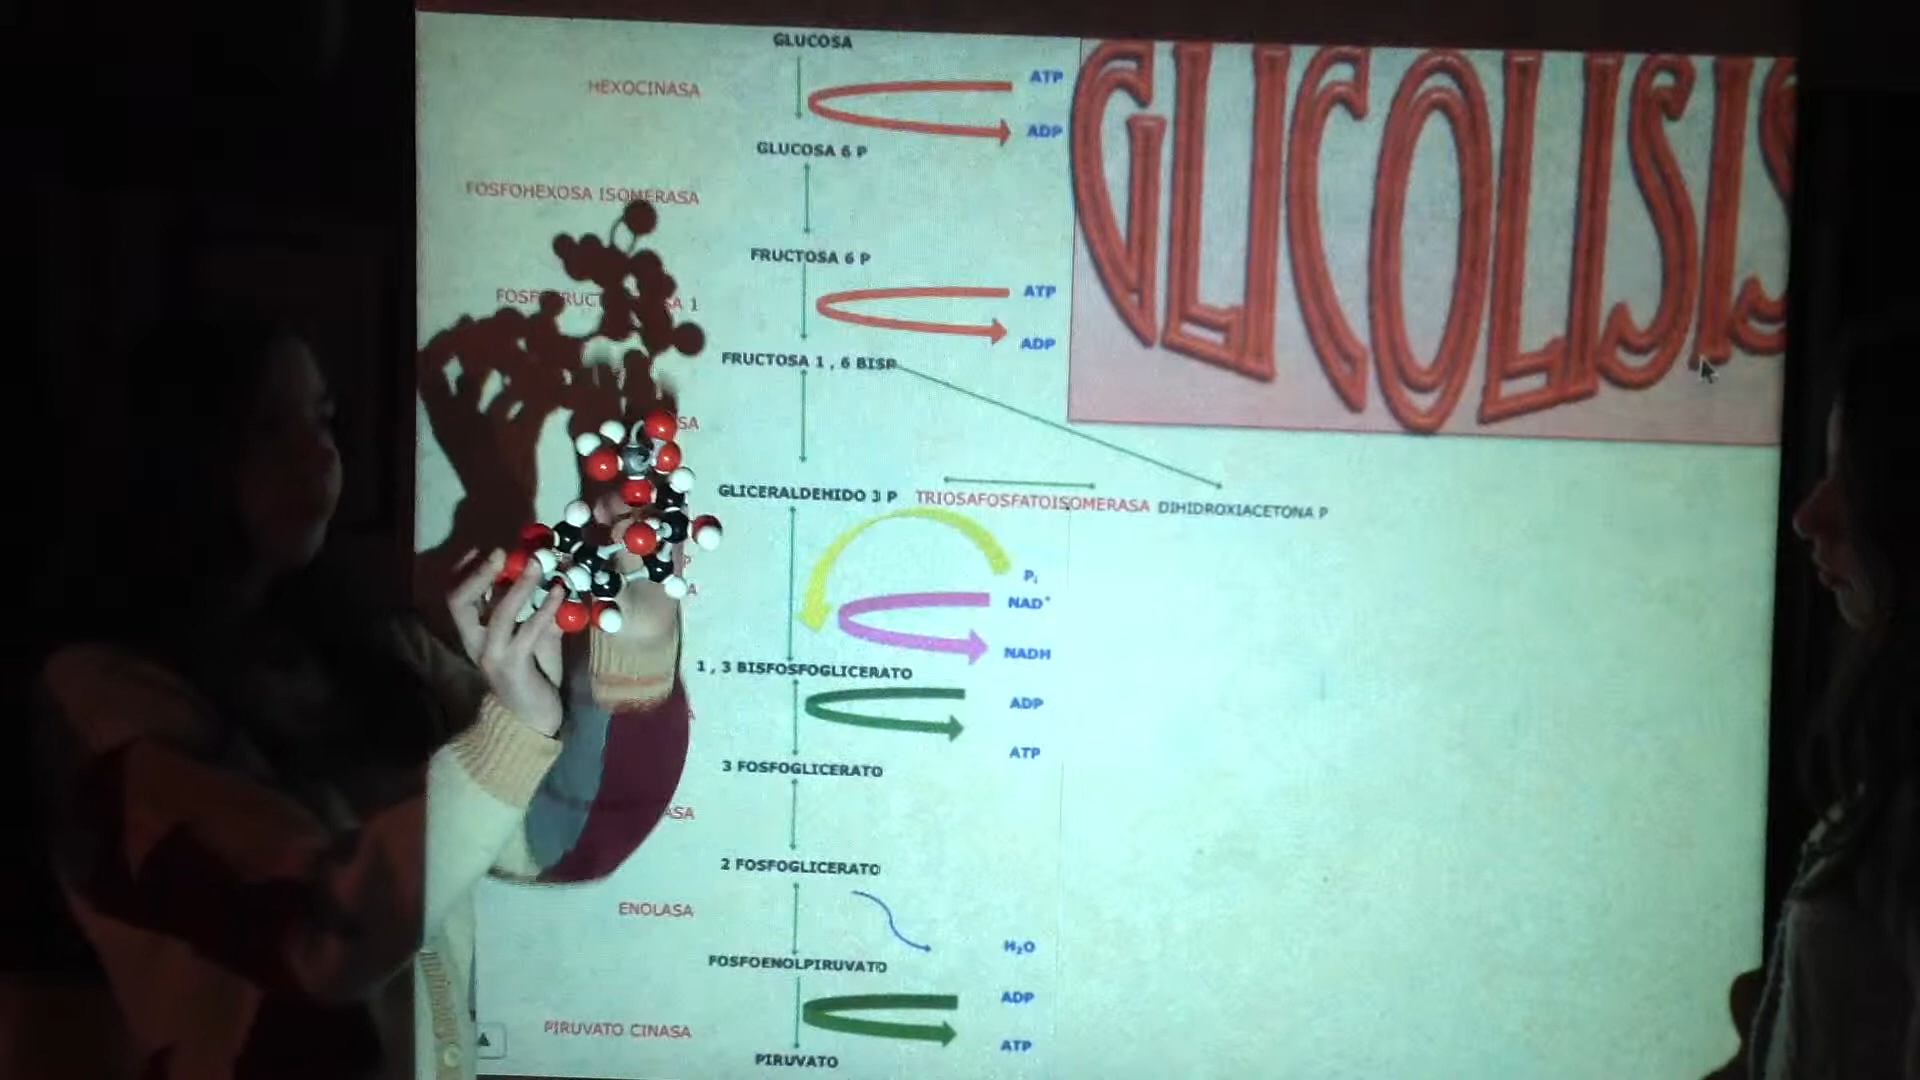 GLUCOSA
HEXOCINASA
ATP
ADP
GLICOLISIS
GLUCOSA 6 P
FOSFOHEXOSA ISOMERASA
FRUCTOSA 6 P
ATP
ADP
FRUCTOSA 1 , 6 BISP
GLICERALDEHIDO 3 P TRIOSAFOSFATOISOMERASA DIHIDROXIACETONA P
Pᵢ
NAD⁺
NADH
1 , 3 BISFOSFOGLICERATO
ADP
ATP
3 FOSFOGLICERATO
2 FOSFOGLICERATO
ENOLASA
H₂O
FOSFOENOLPIRUVATO
ADP
PIRUVATO CINASA
ATP
PIRUVATO